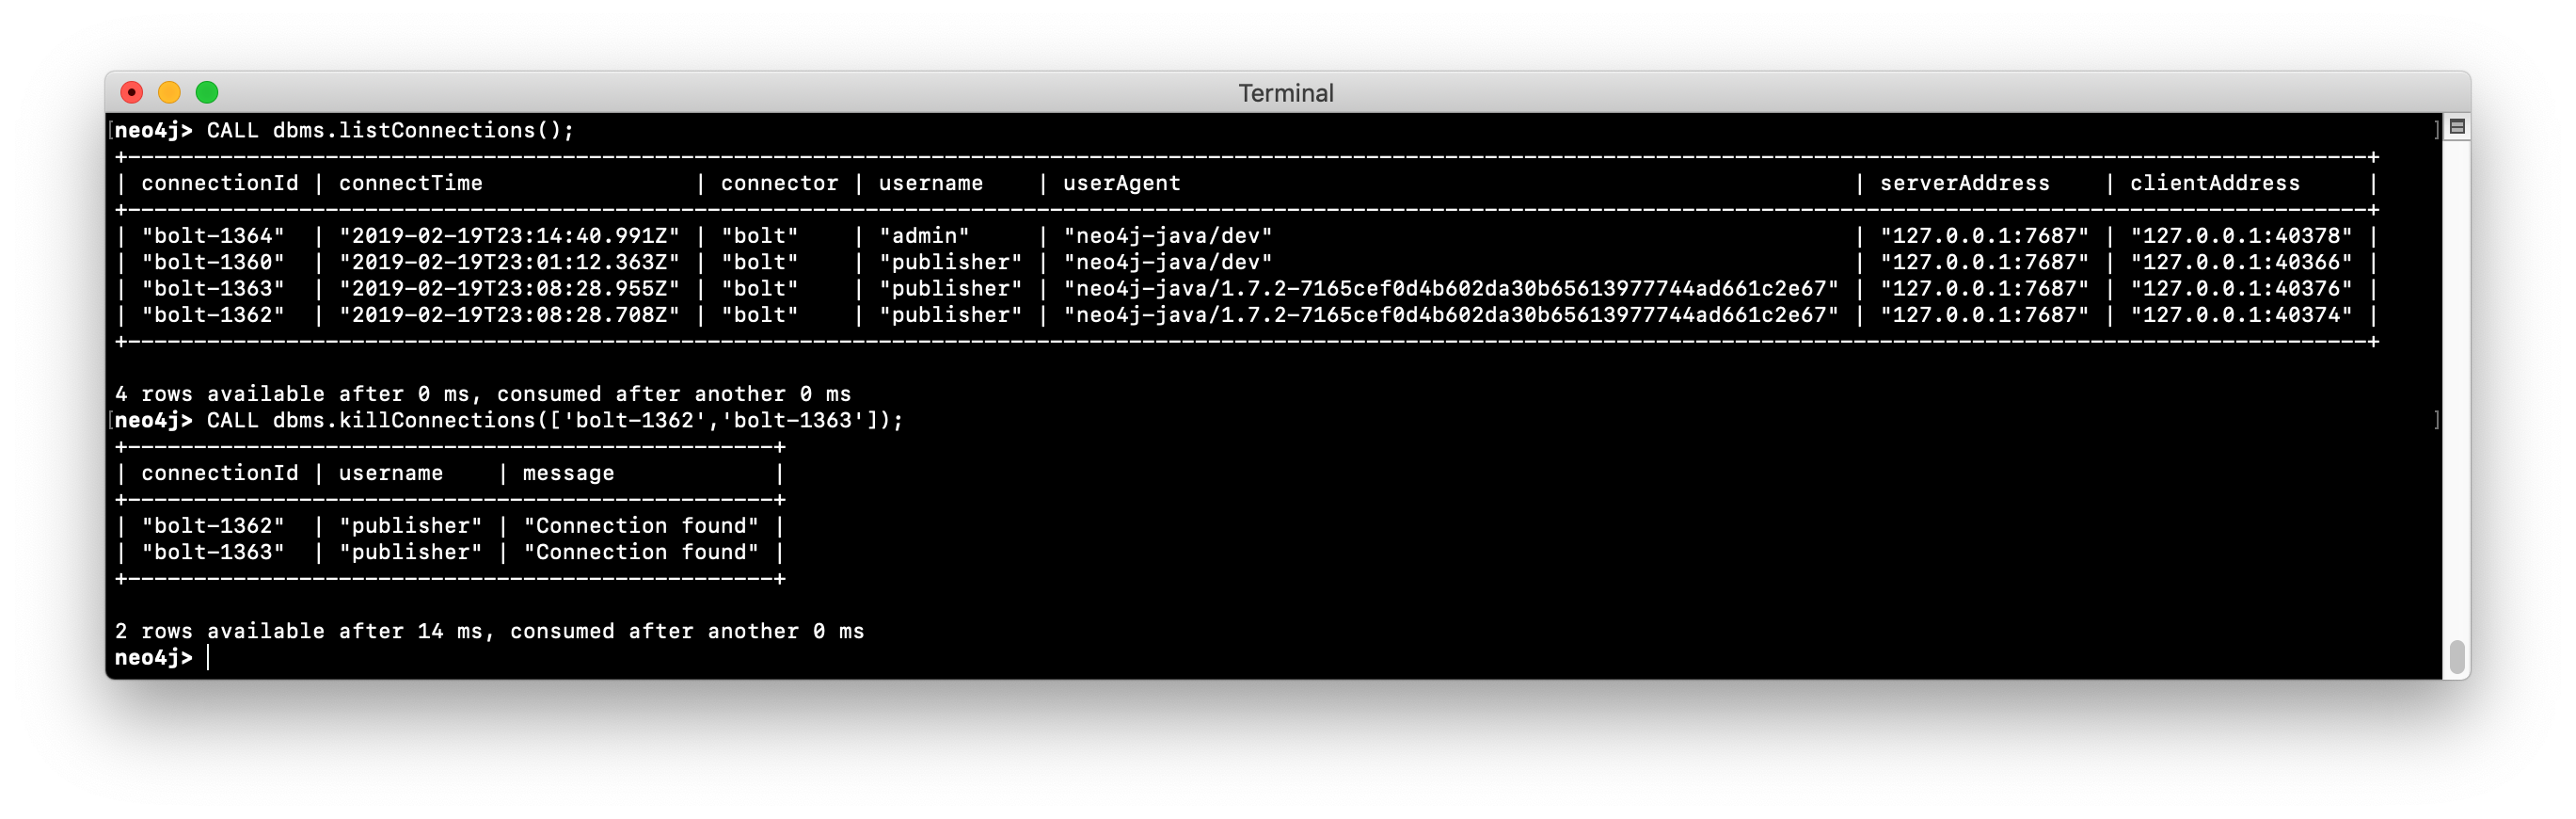 Terminal
[neo4j> CALL dbms.listConnections(); ]
+---------------------------------------------------------------------------------------------------------------------------------------------------------------------------+
| connectionId | connectTime                | connector | username    | userAgent                                                   | serverAddress    | clientAddress     |
+---------------------------------------------------------------------------------------------------------------------------------------------------------------------------+
| "bolt-1364"  | "2019-02-19T23:14:40.991Z" | "bolt"    | "admin"     | "neo4j-java/dev"                                            | "127.0.0.1:7687" | "127.0.0.1:40378" |
| "bolt-1360"  | "2019-02-19T23:01:12.363Z" | "bolt"    | "publisher" | "neo4j-java/dev"                                            | "127.0.0.1:7687" | "127.0.0.1:40366" |
| "bolt-1363"  | "2019-02-19T23:08:28.955Z" | "bolt"    | "publisher" | "neo4j-java/1.7.2-7165cef0d4b602da30b65613977744ad661c2e67" | "127.0.0.1:7687" | "127.0.0.1:40376" |
| "bolt-1362"  | "2019-02-19T23:08:28.708Z" | "bolt"    | "publisher" | "neo4j-java/1.7.2-7165cef0d4b602da30b65613977744ad661c2e67" | "127.0.0.1:7687" | "127.0.0.1:40374" |
+---------------------------------------------------------------------------------------------------------------------------------------------------------------------------+
4 rows available after 0 ms, consumed after another 0 ms
[neo4j> CALL dbms.killConnections(['bolt-1362','bolt-1363']); ]
+-------------------------------------------------+
| connectionId | username    | message            |
+-------------------------------------------------+
| "bolt-1362"  | "publisher" | "Connection found" |
| "bolt-1363"  | "publisher" | "Connection found" |
+-------------------------------------------------+
2 rows available after 14 ms, consumed after another 0 ms
neo4j>